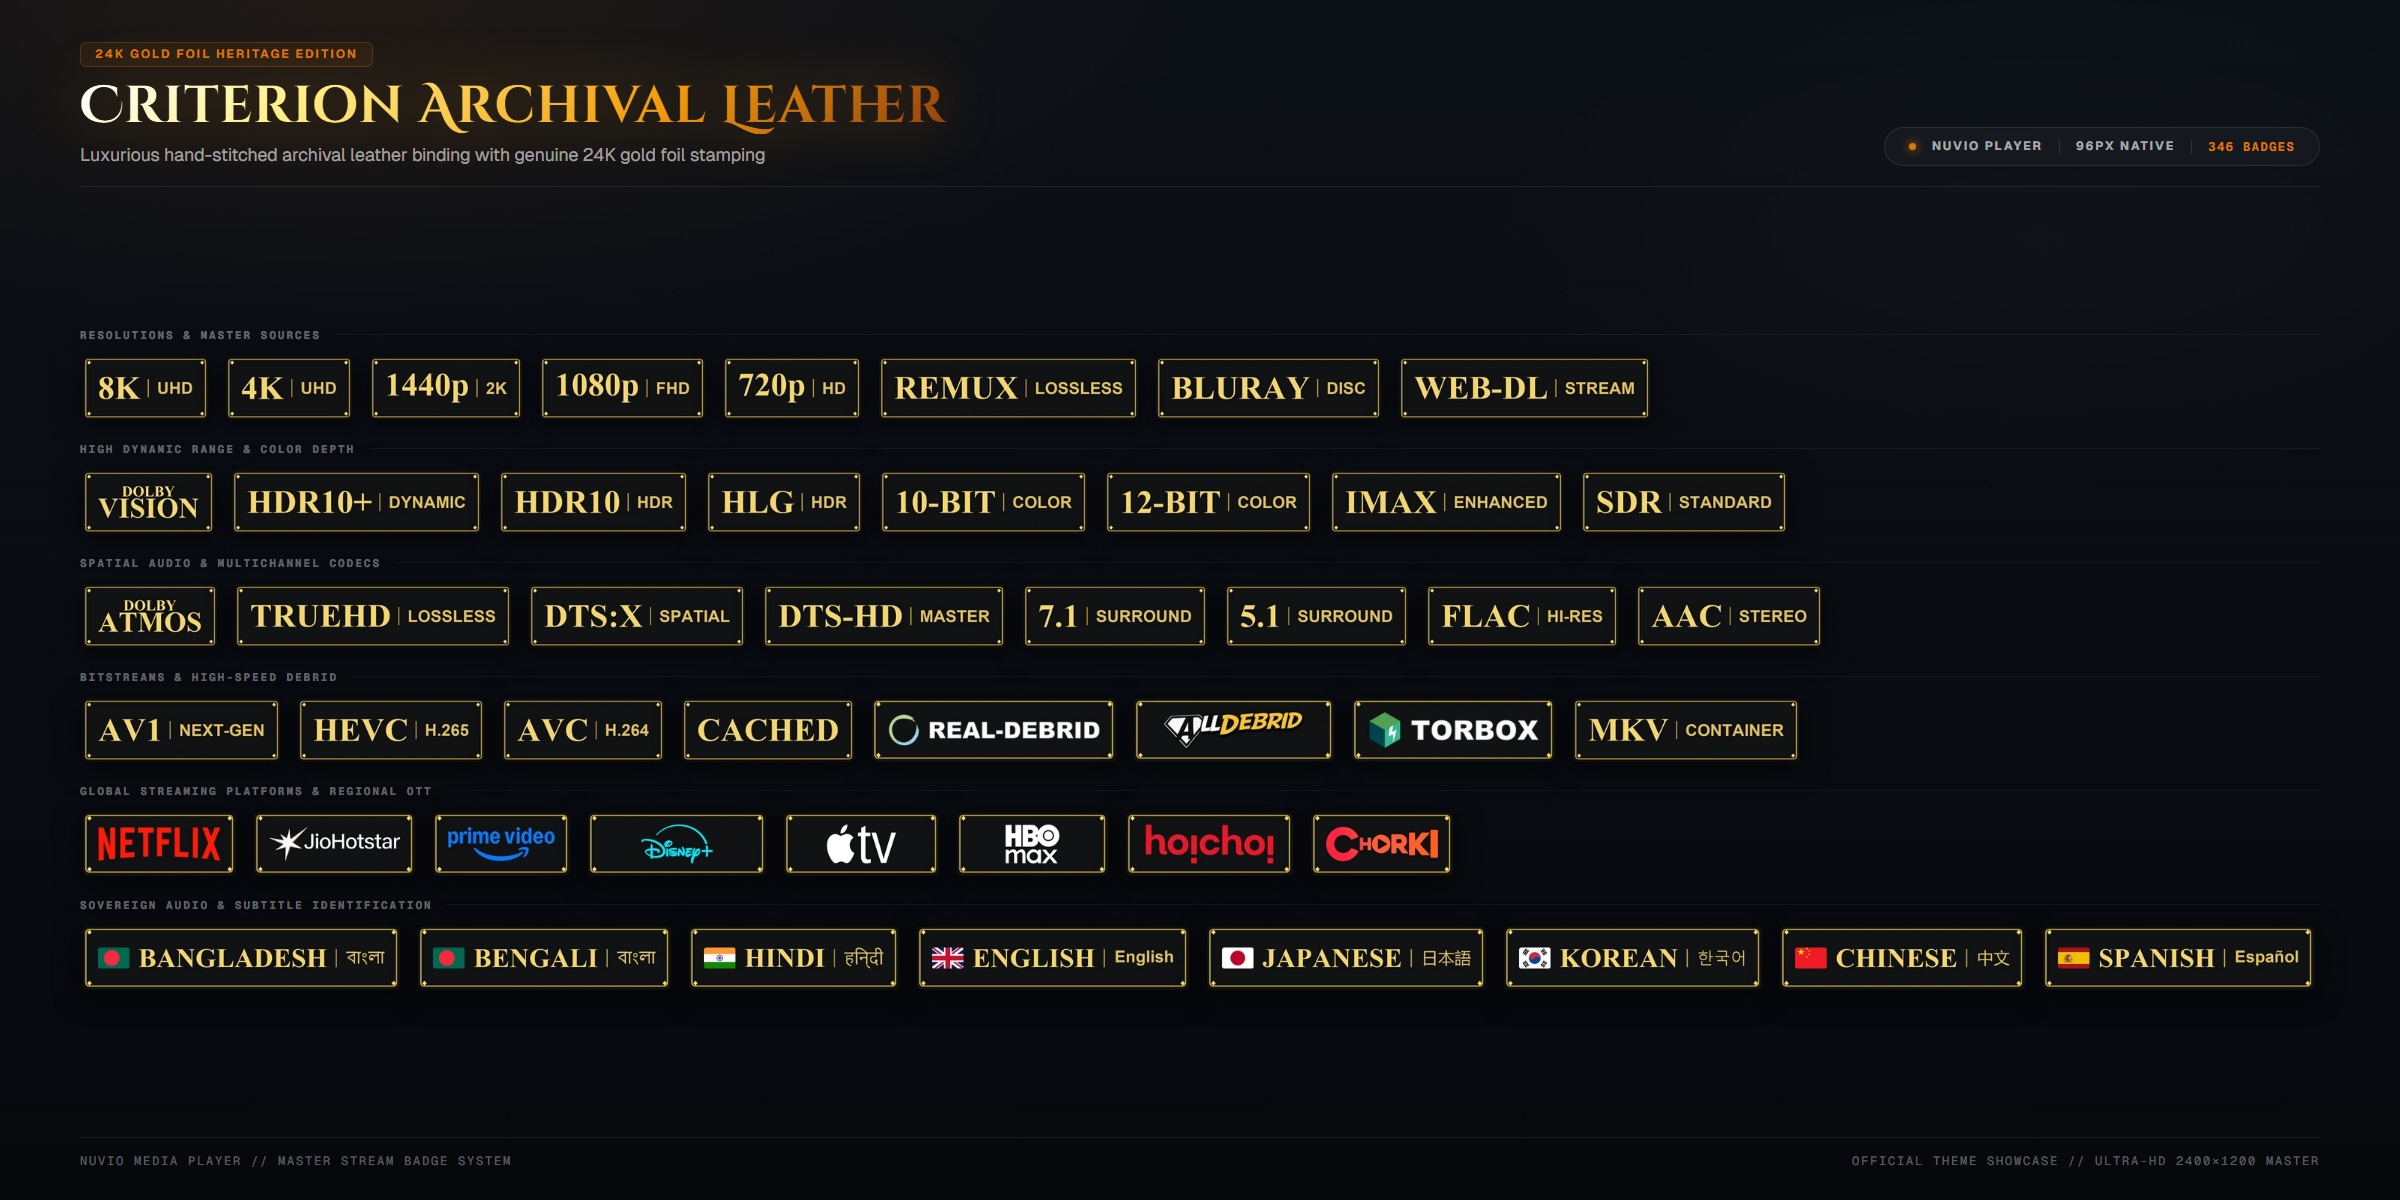 24K GOLD FOIL HERITAGE EDITION
CRITERION ARCHIVAL LEATHER
Luxurious hand-stitched archival leather binding with genuine 24K gold foil stamping
NUVIO PLAYER | 96PX NATIVE | 346 BADGES
RESOLUTIONS & MASTER SOURCES
8K | UHD 4K | UHD 1440p | 2K 1080p | FHD 720p | HD REMUX | LOSSLESS BLURAY | DISC WEB-DL | STREAM
HIGH DYNAMIC RANGE & COLOR DEPTH
DOLBY VISION HDR10+ | DYNAMIC HDR10 | HDR HLG | HDR 10-BIT | COLOR 12-BIT | COLOR IMAX | ENHANCED SDR | STANDARD
SPATIAL AUDIO & MULTICHANNEL CODECS
DOLBY ATMOS TRUEHD | LOSSLESS DTS:X | SPATIAL DTS-HD | MASTER 7.1 | SURROUND 5.1 | SURROUND FLAC | HI-RES AAC | STEREO
BITSTREAMS & HIGH-SPEED DEBRID
AV1 | NEXT-GEN HEVC | H.265 AVC | H.264 CACHED REAL-DEBRID ALLDEBRID TORBOX MKV | CONTAINER
GLOBAL STREAMING PLATFORMS & REGIONAL OTT
NETFLIX JioHotstar prime video Disney+ tv HBO max hoichoi CHORKI
SOVEREIGN AUDIO & SUBTITLE IDENTIFICATION
BANGLADESH | বাংলা BENGALI | বাংলা HINDI | हिन्दी ENGLISH | English JAPANESE | 日本語 KOREAN | 한국어 CHINESE | 中文 SPANISH | Español
NUVIO MEDIA PLAYER // MASTER STREAM BADGE SYSTEM
OFFICIAL THEME SHOWCASE // ULTRA-HD 2400×1200 MASTER